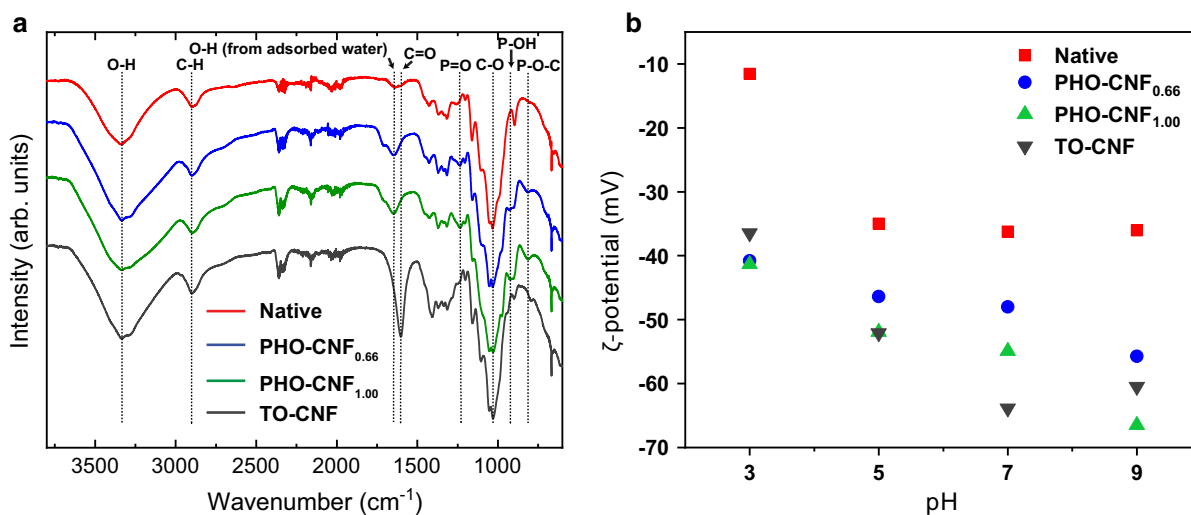 a
O-H (from adsorbed water)
C=O
P-OH
O-H
C-H
P=O
C-O
P-O-C
Intensity (arb. units)
Native
PHO-CNF0.66
PHO-CNF1.00
TO-CNF
3500
3000
2500
2000
1500
1000
Wavenumber (cm-1)
b
Native
PHO-CNF0.66
PHO-CNF1.00
TO-CNF
ζ-potential (mV)
-10
-20
-30
-40
-50
-60
-70
3
5
7
9
pH